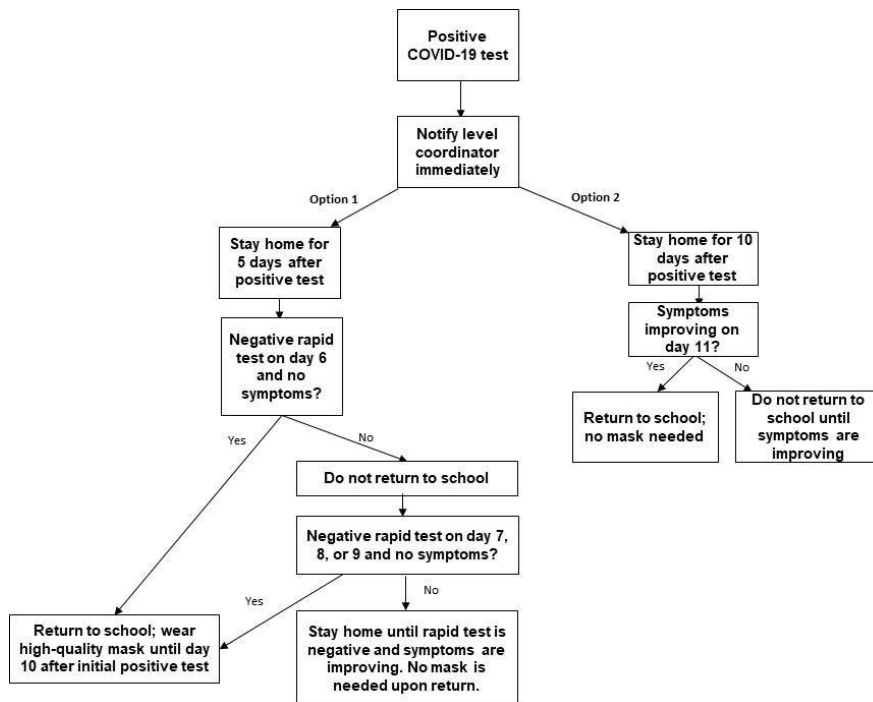 Positive
COVID-19 test
Notify level
coordinator
immediately
Option 1
Option 2
Stay home for
5 days after
positive test
Stay home for 10
days after
positive test
Negative rapid
test on day 6
and no
symptoms?
Symptoms
improving on
day 11?
Yes
No
Return to school;
no mask needed
Do not return to
school until
symptoms are
improving
Yes
No
Do not return to school
Negative rapid test on day 7,
8, or 9 and no symptoms?
Yes
No
Return to school; wear
high-quality mask until day
10 after initial positive test
Stay home until rapid test is
negative and symptoms are
improving. No mask is
needed upon return.